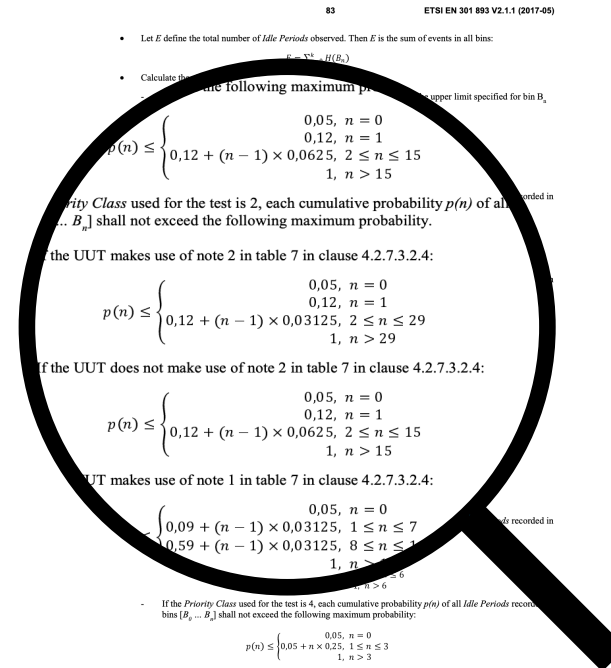 83 ETSI EN 301 893 V2.1.1 (2017-05)
• Let E define the total number of Idle Periods observed. Then E is the sum of events in all bins:
H(Bₙ)
• Calculate the
-
following maximum
upper limit specified for bin Bₙ
0,05, n = 0
0,12, n = 1
p(n) ≤ { 0,12 + (n − 1) × 0,0625, 2 ≤ n ≤ 15
1, n > 15
Class used for the test is 2, each cumulative probability p(n) of
... Bₙ] shall not exceed the following maximum probability.
the UUT makes use of note 2 in table 7 in clause 4.2.7.3.2.4:
0,05, n = 0
0,12, n = 1
p(n) ≤ { 0,12 + (n − 1) × 0,03125, 2 ≤ n ≤ 29
1, n > 29
If the UUT does not make use of note 2 in table 7 in clause 4.2.7.3.2.4:
0,05, n = 0
0,12, n = 1
p(n) ≤ { 0,12 + (n − 1) × 0,0625, 2 ≤ n ≤ 15
1, n > 15
UUT makes use of note 1 in table 7 in clause 4.2.7.3.2.4:
0,05, n = 0
0,09 + (n − 1) × 0,03125, 1 ≤ n ≤ 7
0,59 + (n − 1) × 0,03125, 8 ≤ n ≤
recorded in
1, n >
≤ 6
n > 6
- If the Priority Class used for the test is 4, each cumulative probability p(n) of all Idle Periods
bins [B₀ ... Bₙ] shall not exceed the following maximum probability:
0,05, n = 0
p(n) ≤ { 0,05 + n × 0,25, 1 ≤ n ≤ 3
1, n > 3